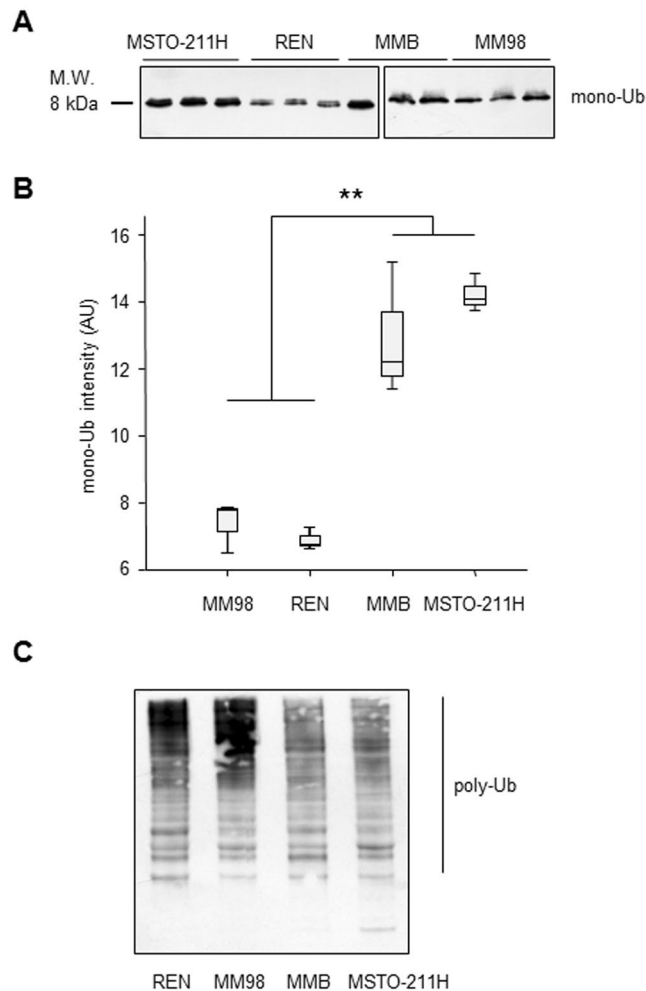 A
MSTO-211H REN MMB MM98
M.W.
8 kDa
mono-Ub
B
**
16
14
12
10
8
6
mono-Ub intensity (AU)
MM98 REN MMB MSTO-211H
C
poly-Ub
REN MM98 MMB MSTO-211H